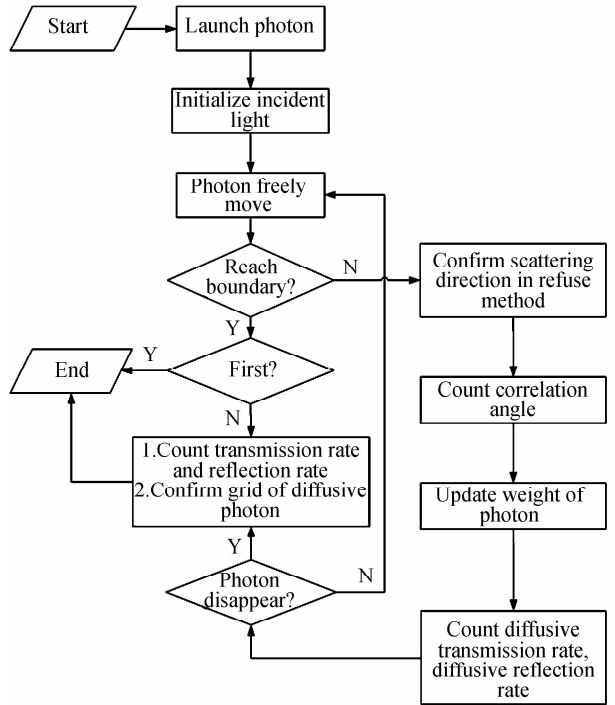 Start
Launch photon
Initialize incident
light
Photon freely
move
Rcach
boundary?
N
Confirm scattering
direction in refuse
method
Y
First?
Y
End
N
Count correlation
angle
1.Count transmission rate
and reflection rate
2.Confirm grid of diffusive
photon
Update weight of
photon
Y
Photon
disappear?
N
Count diffusive
transmission rate,
diffusive reflection
rate